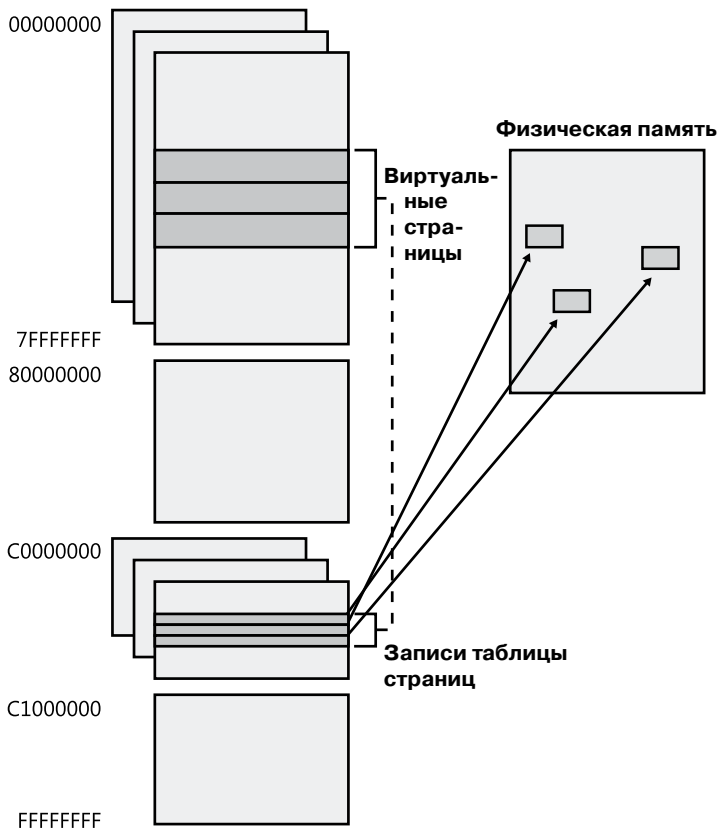 00000000
Физическая память
Виртуаль-
ные
стра-
ницы
7FFFFFFF
80000000
C0000000
Записи таблицы
страниц
C1000000
FFFFFFFF